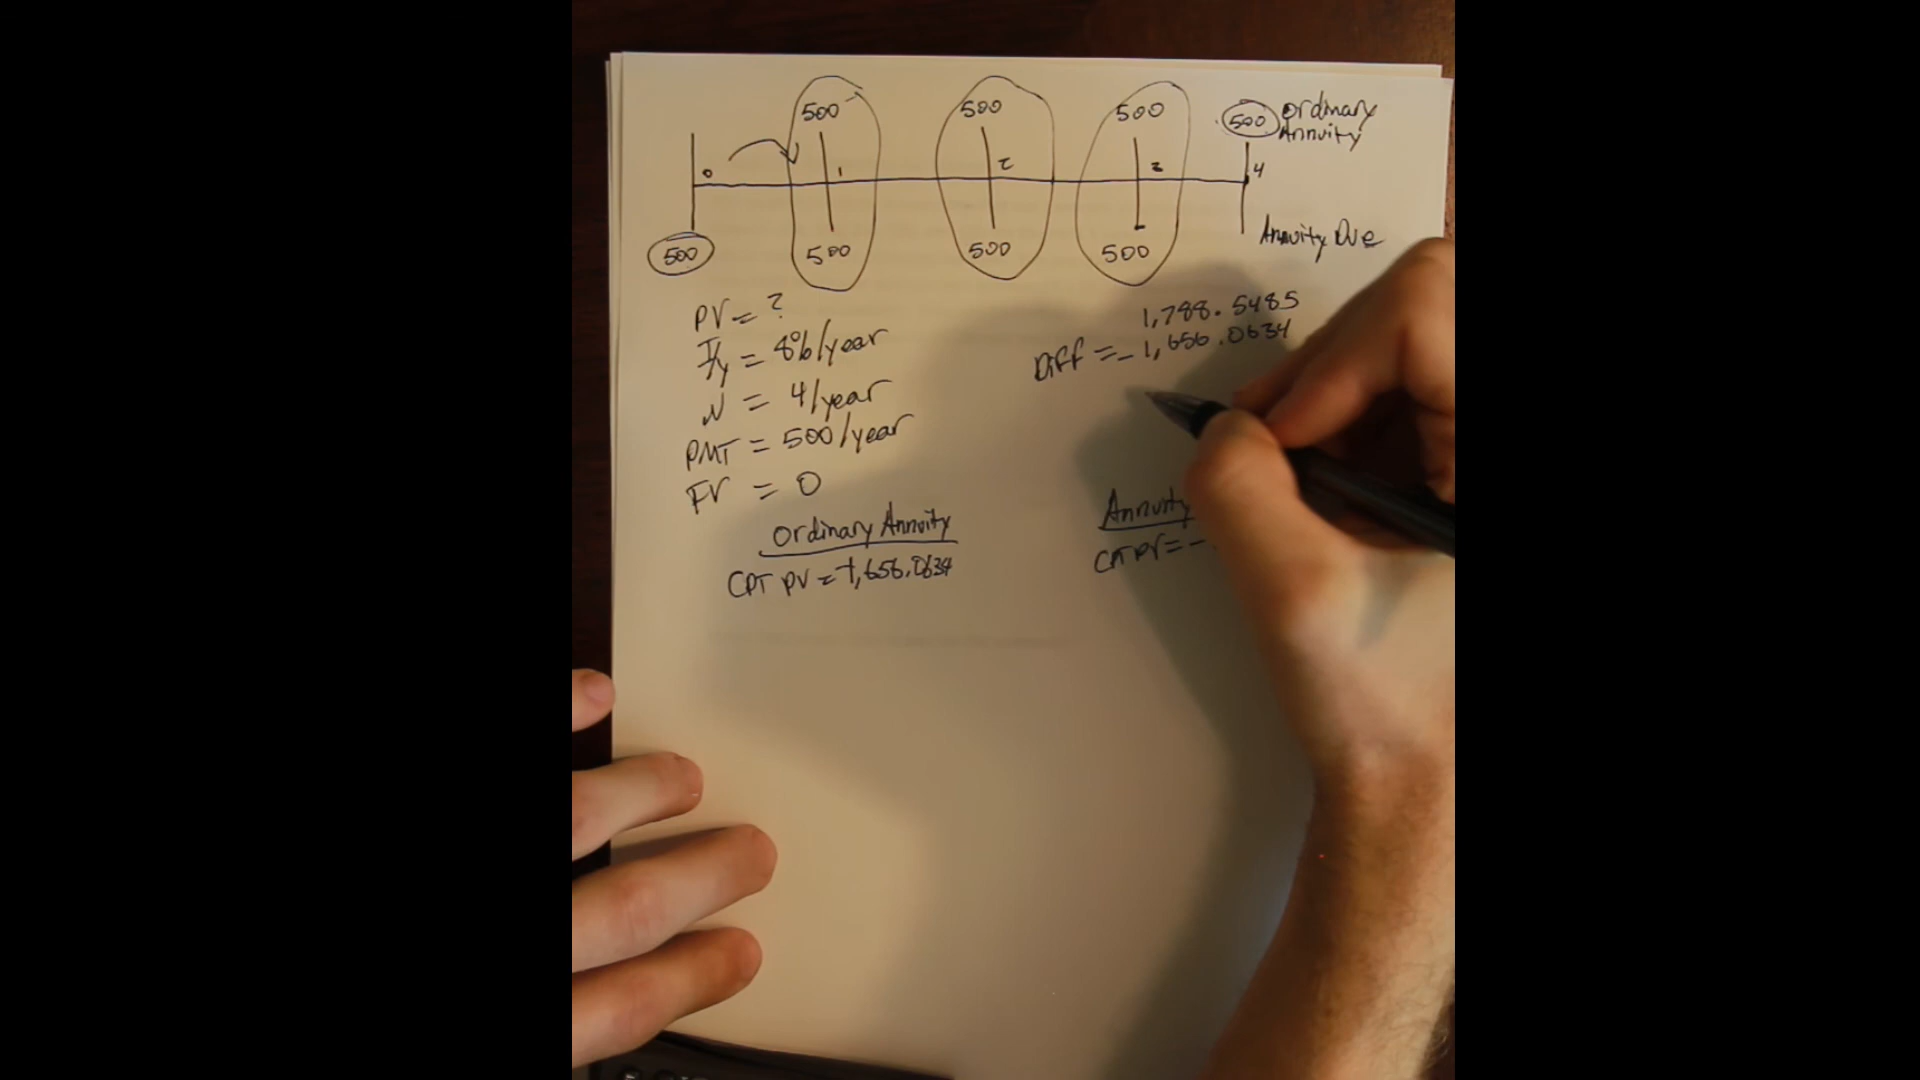 500 500 500 500 ordinary
Annuity
0 1 2 3 4
Annuity Due
500 500 500 500
PV = ?
I/y = 8%/year
N = 4/year
PMT = 500/year
FV = 0
1,788.5485
Diff = - 1,656.0634
ordinary Annuity
CPT PV = -1,656.0634
Annuity
CPT PV = -